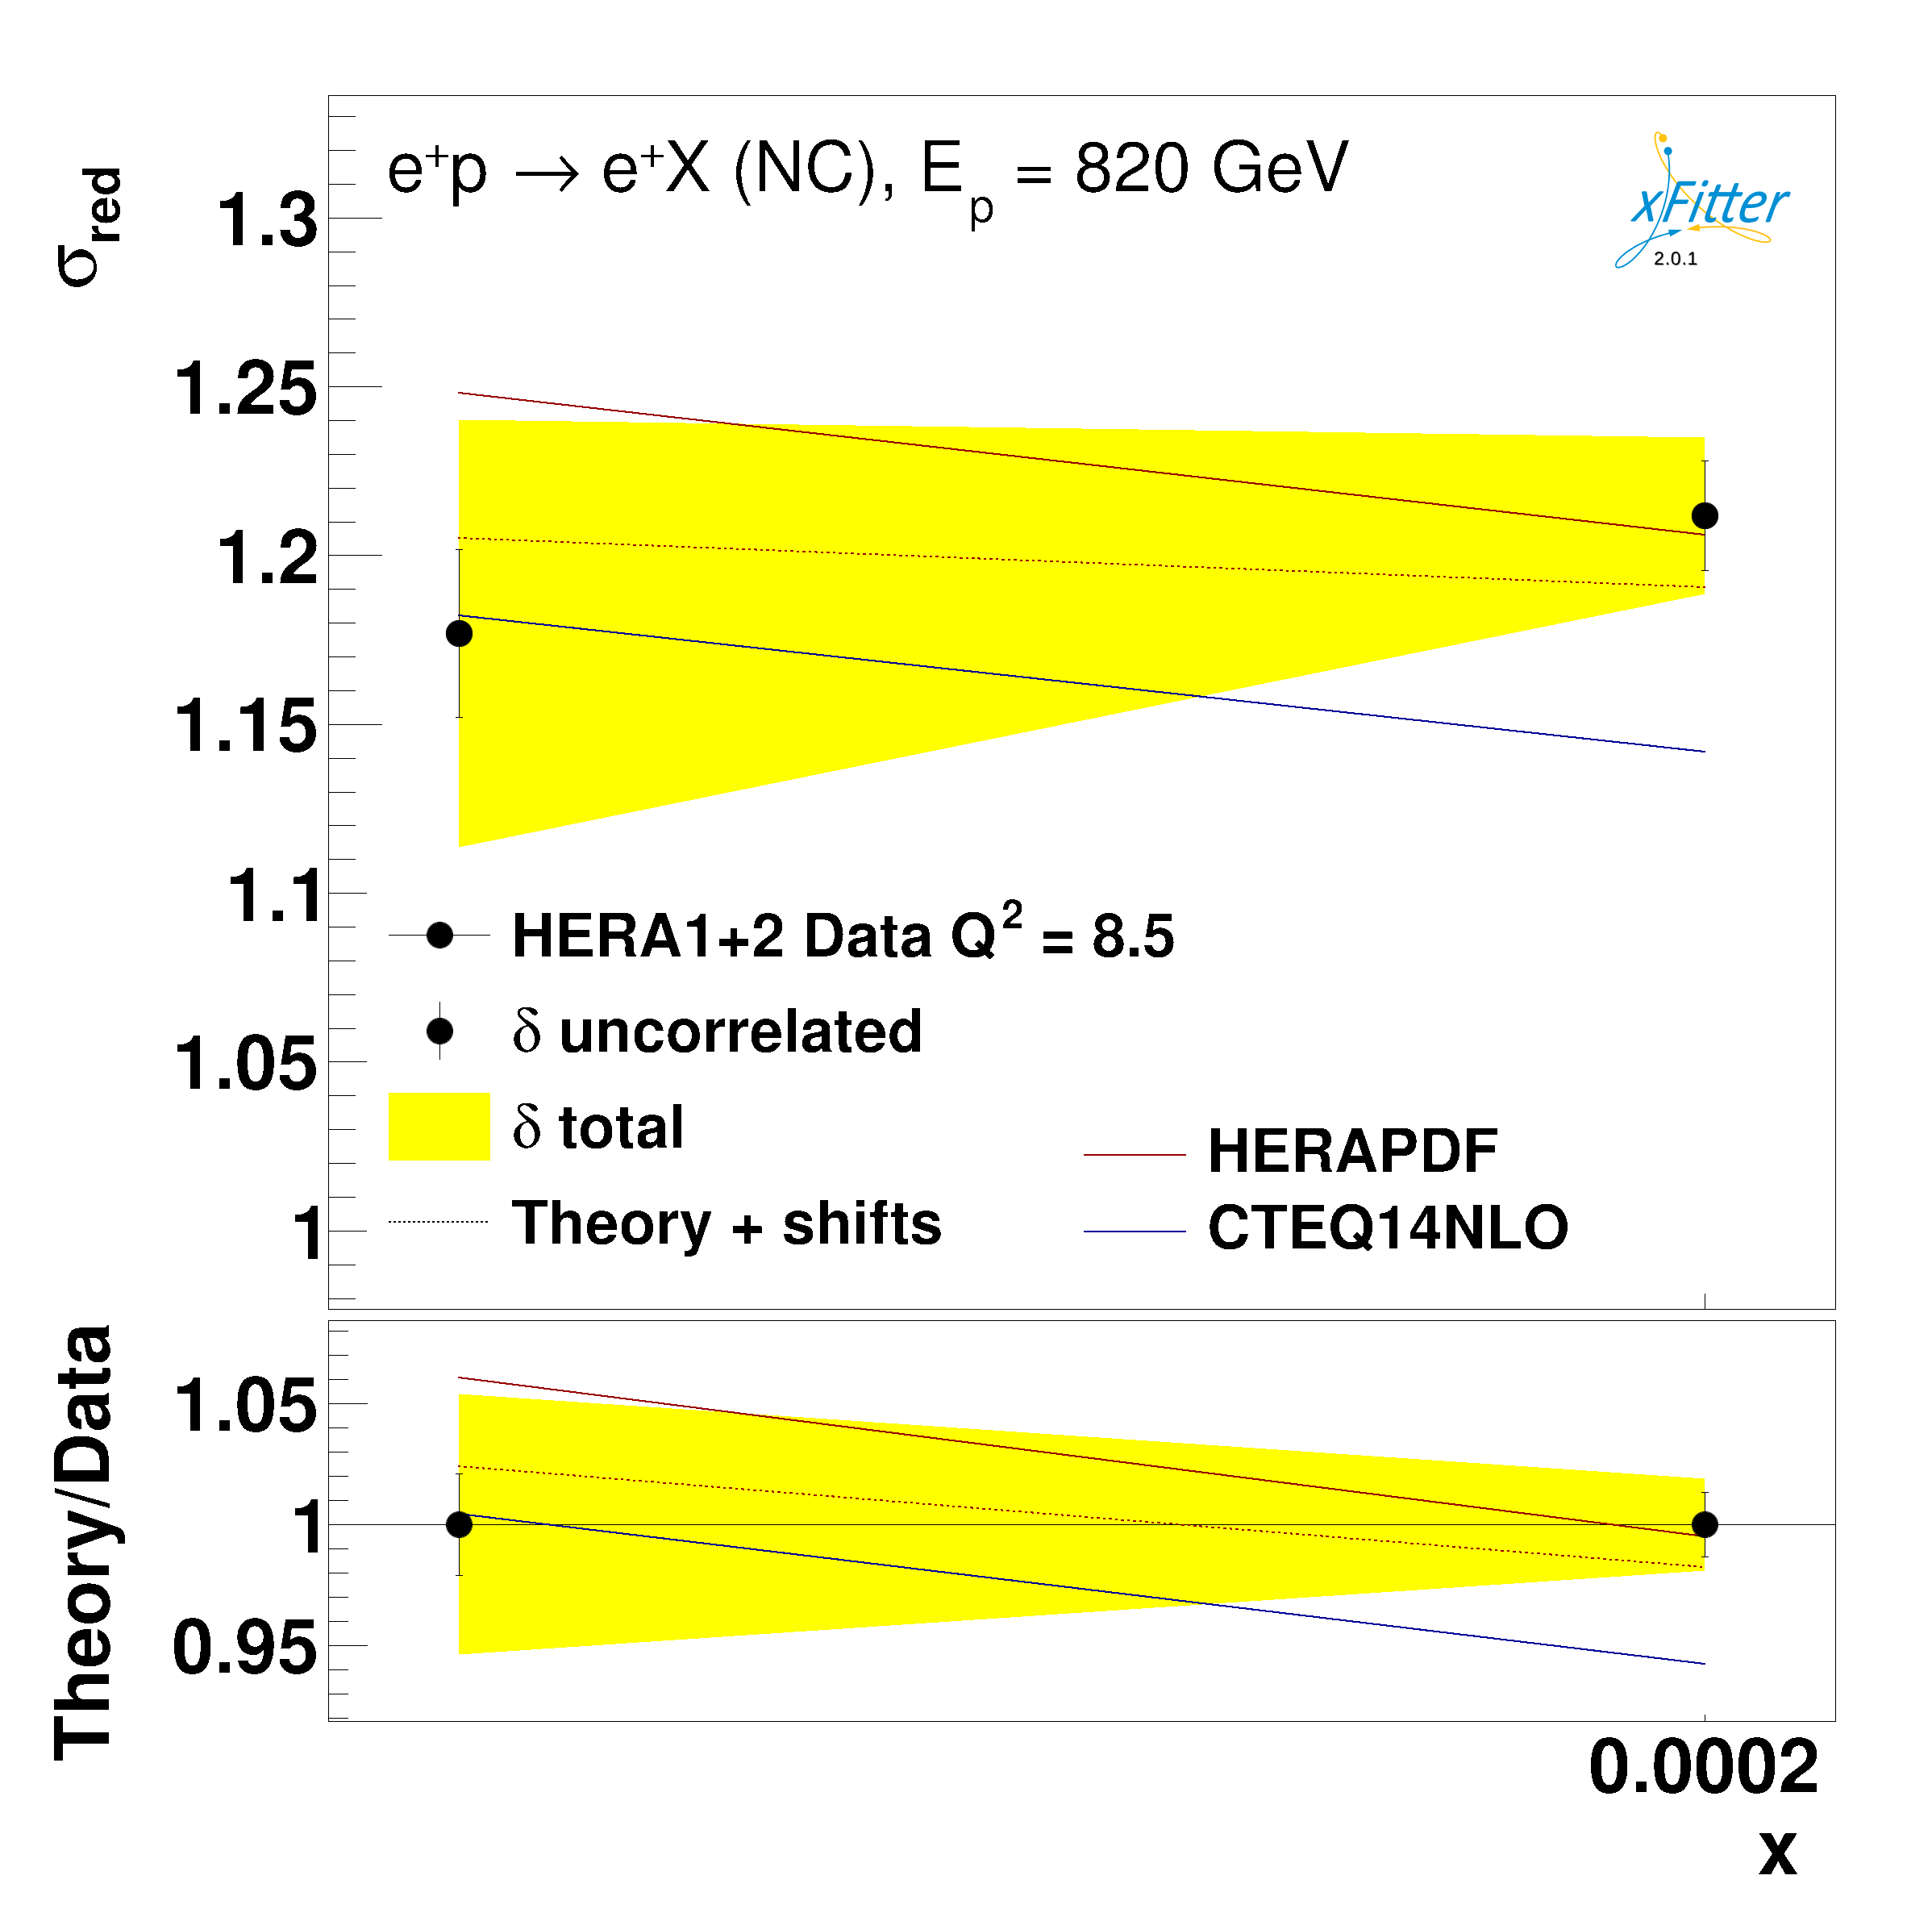 e⁺p → e⁺X (NC), Eₚ = 820 GeV
xFitter
2.0.1
σred
1.3
1.25
1.2
1.15
1.1
1.05
1
HERA1+2 Data Q² = 8.5
δ uncorrelated
δ total
Theory + shifts
HERAPDF
CTEQ14NLO
Theory/Data
1.05
1
0.95
0.0002
x